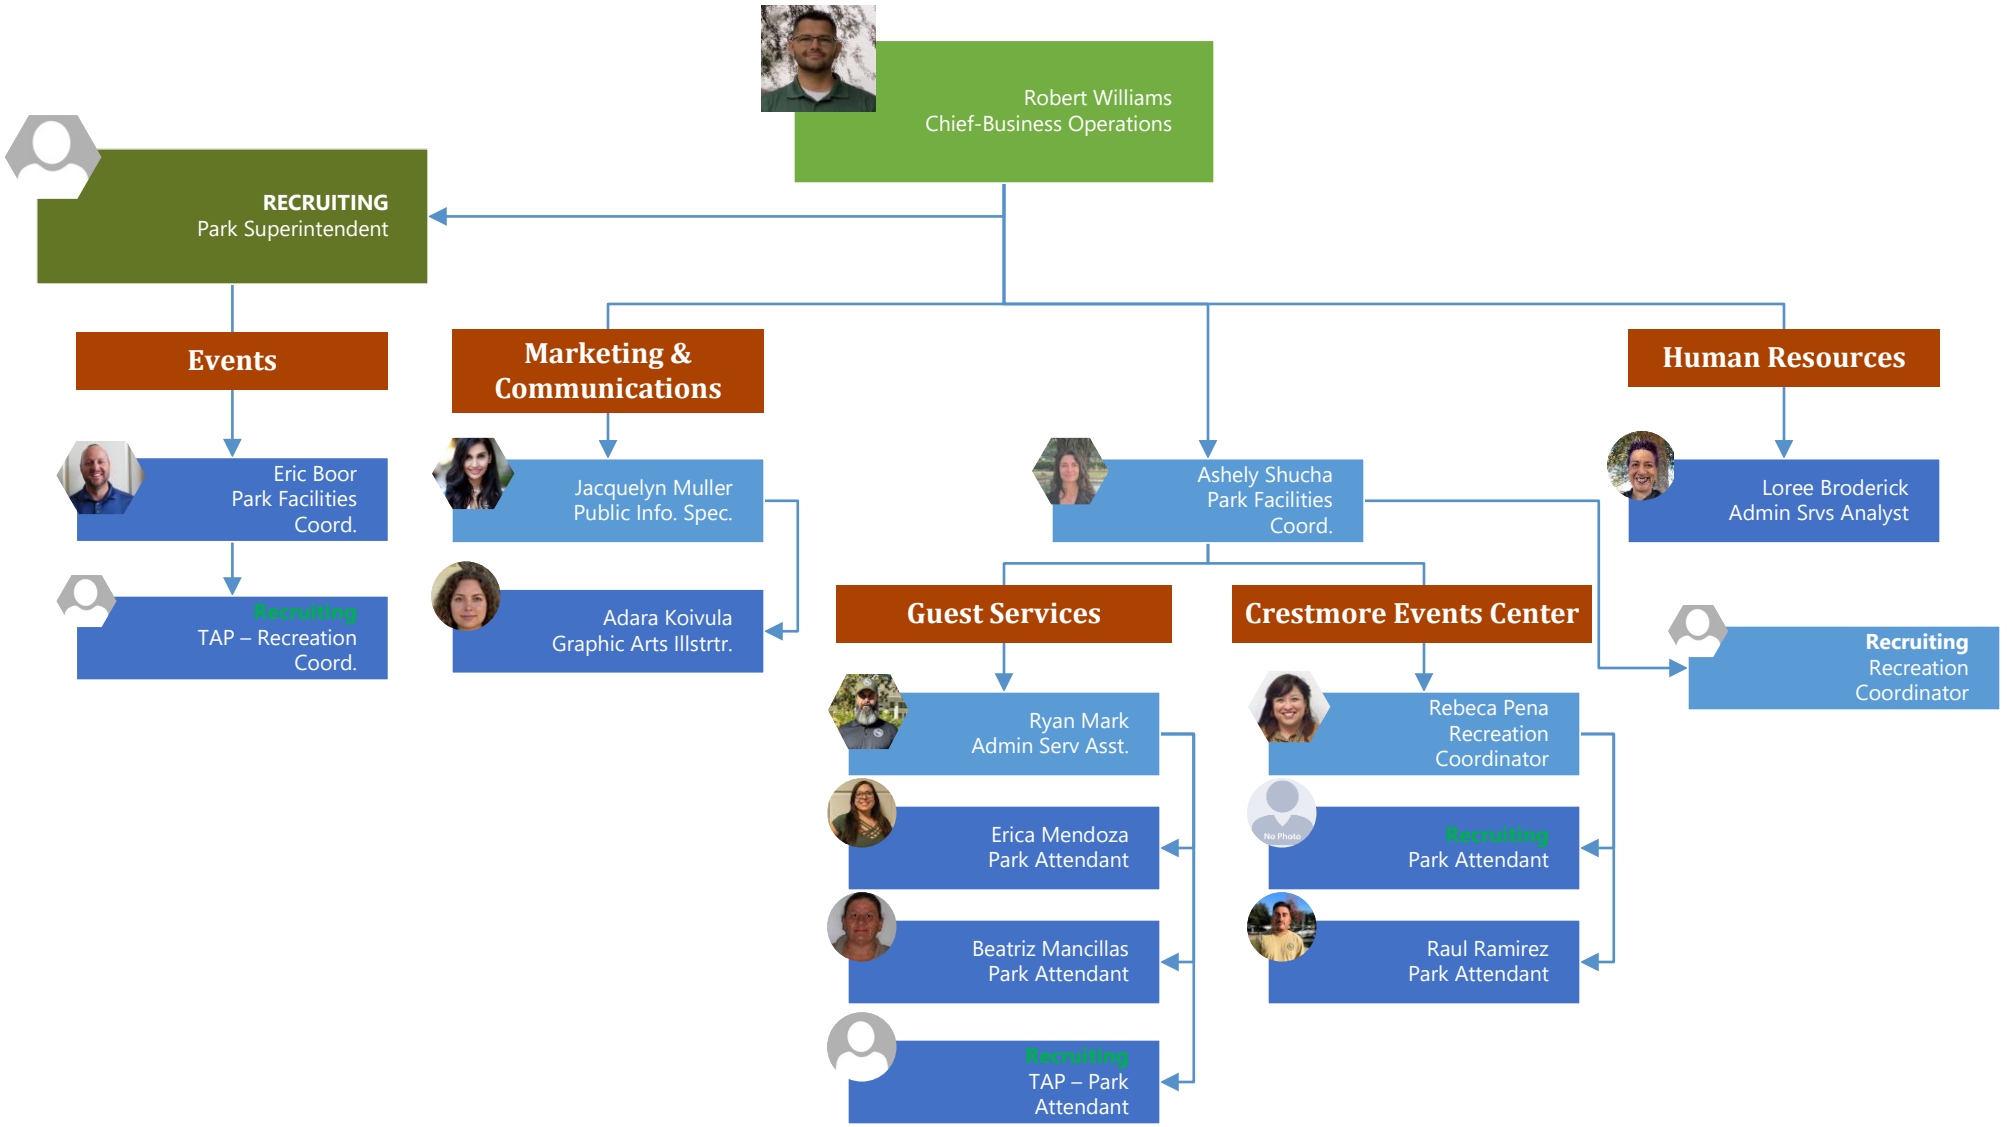 Robert Williams
Chief-Business Operations
RECRUITING
Park Superintendent
Events
Marketing &
Communications
Human Resources
Eric Boor
Park Facilities
Coord.
Jacquelyn Muller
Public Info. Spec.
Ashely Shucha
Park Facilities
Coord.
Loree Broderick
Admin Srvs Analyst
Recruiting
TAP – Recreation
Coord.
Adara Koivula
Graphic Arts Illstrtr.
Guest Services
Crestmore Events Center
Recruiting
Recreation
Coordinator
Ryan Mark
Admin Serv Asst.
Rebeca Pena
Recreation
Coordinator
Erica Mendoza
Park Attendant
No Photo
Recruiting
Park Attendant
Beatriz Mancillas
Park Attendant
Raul Ramirez
Park Attendant
Recruiting
TAP – Park
Attendant